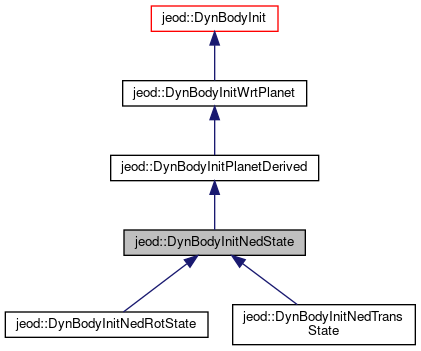 jeod::DynBodyInit
jeod::DynBodyInitWrtPlanet
jeod::DynBodyInitPlanetDerived
jeod::DynBodyInitNedState
jeod::DynBodyInitNedRotState
jeod::DynBodyInitNedTrans
State